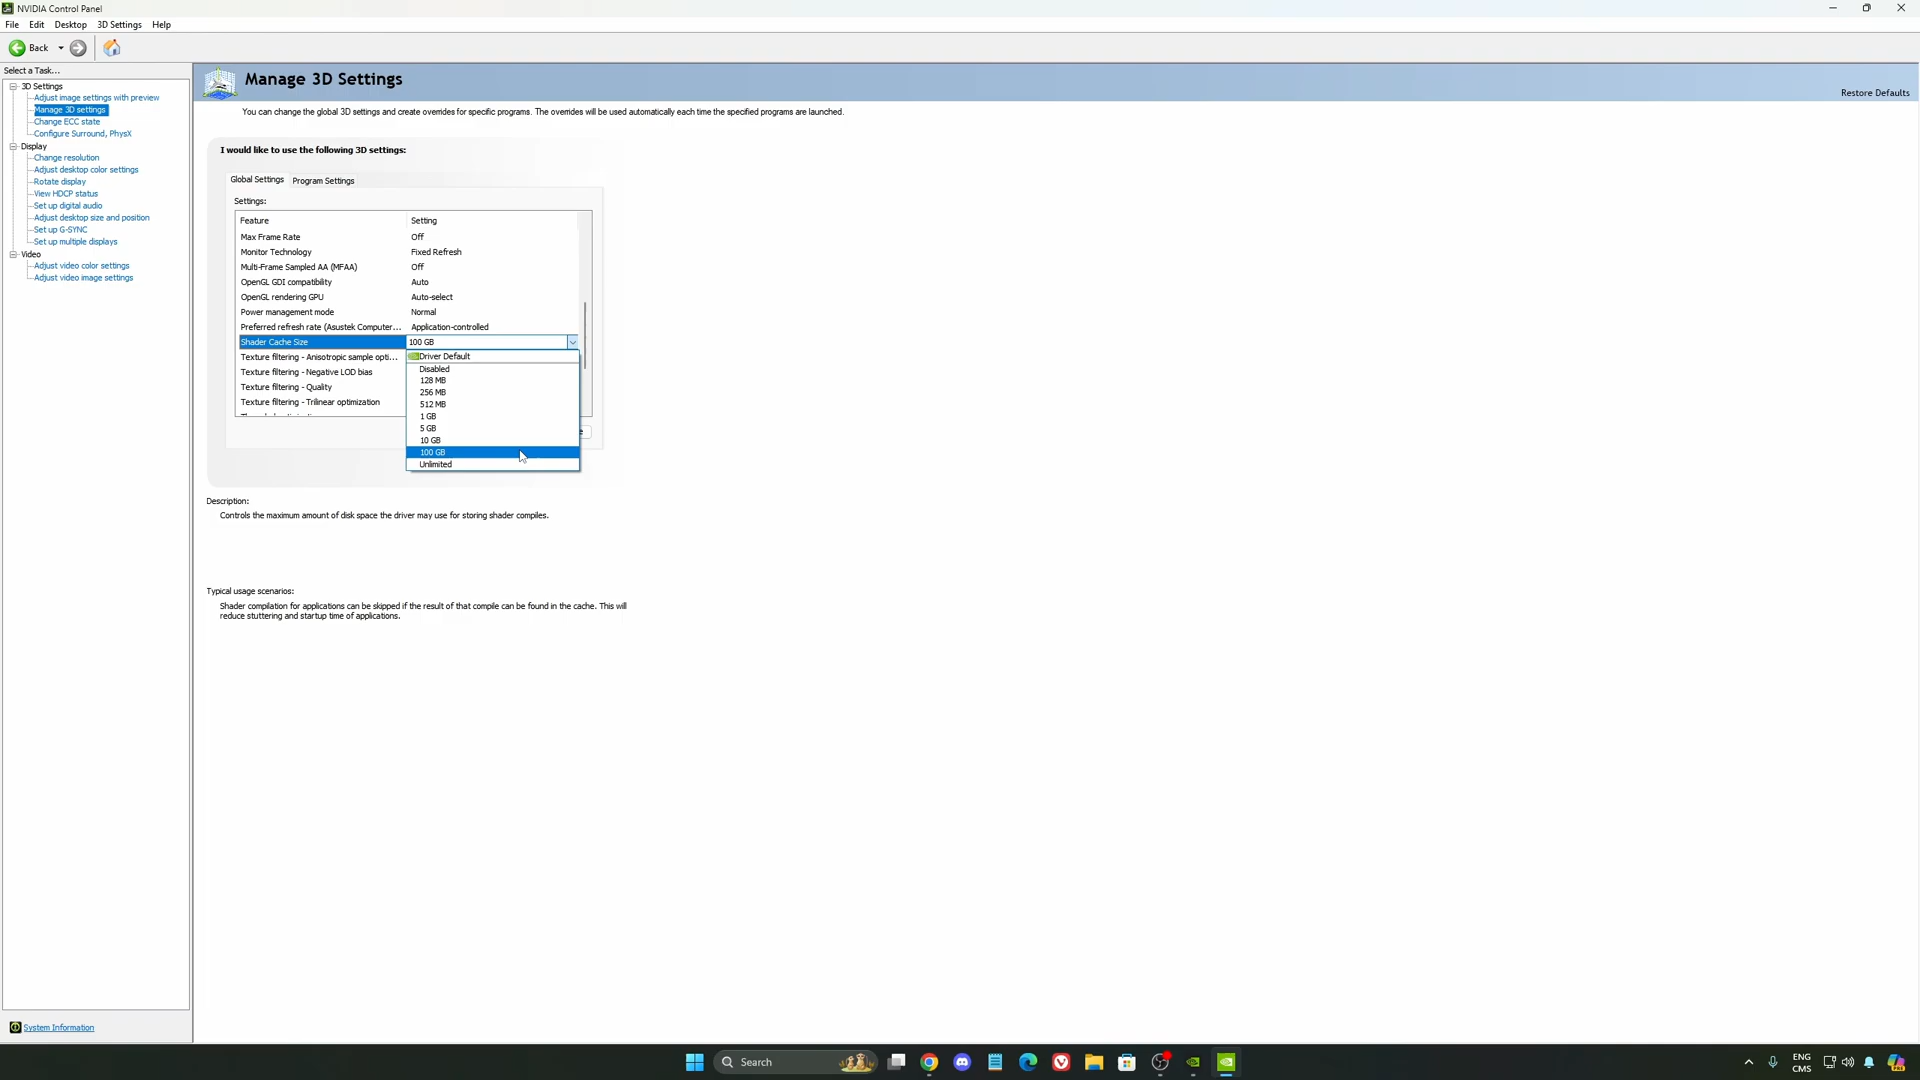 NVIDIA Control Panel
File Edit Desktop 3D Settings Help
Back
Select a Task...
3D Settings
Adjust image settings with preview
Manage 3D settings
Change ECC state
Configure Surround, PhysX
Display
Change resolution
Adjust desktop color settings
Rotate display
View HDCP status
Set up digital audio
Adjust desktop size and position
Set up G-SYNC
Set up multiple displays
Video
Adjust video color settings
Adjust video image settings
System Information
Manage 3D Settings
Restore Defaults
You can change the global 3D settings and create overrides for specific programs. The overrides will be used automatically each time the specified programs are launched.
I would like to use the following 3D settings:
Global Settings Program Settings
Settings:
Feature Setting
Max Frame Rate Off
Monitor Technology Fixed Refresh
Multi-Frame Sampled AA (MFAA) Off
OpenGL GDI compatibility Auto
OpenGL rendering GPU Auto-select
Power management mode Normal
Preferred refresh rate (Asustek Computer... Application-controlled
Shader Cache Size 100 GB
Texture filtering - Anisotropic sample opti...
Texture filtering - Negative LOD bias
Texture filtering - Quality
Texture filtering - Trilinear optimization
Driver Default
Disabled
128 MB
256 MB
512 MB
1 GB
5 GB
10 GB
100 GB
Unlimited
Description:
Controls the maximum amount of disk space the driver may use for storing shader compiles.
Typical usage scenarios:
Shader compilation for applications can be skipped if the result of that compile can be found in the cache. This will
reduce stuttering and startup time of applications.
Search
ENG
CMS